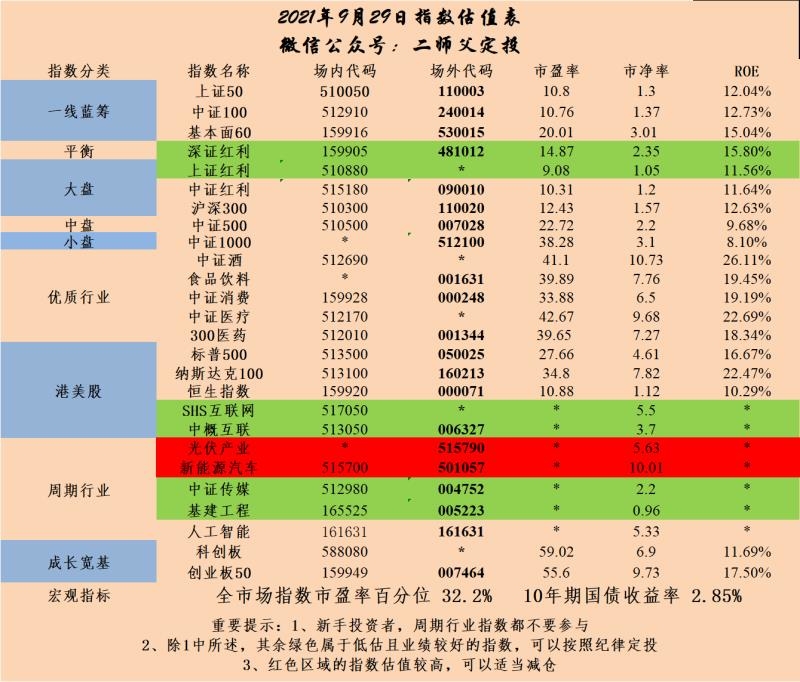 2021年9月29日指数估值表
微信公众号：二师父定投
指数分类 指数名称 场内代码 场外代码 市盈率 市净率 ROE
一线蓝筹 上证50 510050 110003 10.8 1.3 12.04%
中证100 512910 240014 10.76 1.37 12.73%
基本面60 159916 530015 20.01 3.01 15.04%
平衡 深证红利 159905 481012 14.87 2.35 15.80%
大盘 上证红利 510880 * 9.08 1.05 11.56%
中证红利 515180 090010 10.31 1.2 11.64%
沪深300 510300 110020 12.43 1.57 12.63%
中盘 中证500 510500 007028 22.72 2.2 9.68%
小盘 中证1000 * 512100 38.28 3.1 8.10%
优质行业 中证酒 512690 * 41.1 10.73 26.11%
食品饮料 * 001631 39.89 7.76 19.45%
中证消费 159928 000248 33.88 6.5 19.19%
中证医疗 512170 * 42.67 9.68 22.69%
300医药 512010 001344 39.65 7.27 18.34%
港美股 标普500 513500 050025 27.66 4.61 16.67%
纳斯达克100 513100 160213 34.8 7.82 22.47%
恒生指数 159920 000071 10.88 1.12 10.29%
SHS互联网 517050 * * 5.5 *
中概互联 513050 006327 * 3.7 *
周期行业 光伏产业 * 515790 * 5.63 *
新能源汽车 515700 501057 * 10.01 *
中证传媒 512980 004752 * 2.2 *
基建工程 165525 005223 * 0.96 *
人工智能 161631 161631 * 5.33 *
成长宽基 科创板 588080 * 59.02 6.9 11.69%
创业板50 159949 007464 55.6 9.73 17.50%
宏观指标 全市场指数市盈率百分位 32.2% 10年期国债收益率 2.85%
重要提示：1、新手投资者，周期行业指数都不要参与
2、除1中所述，其余绿色属于低估且业绩较好的指数，可以按照纪律定投
3、红色区域的指数估值较高，可以适当减仓